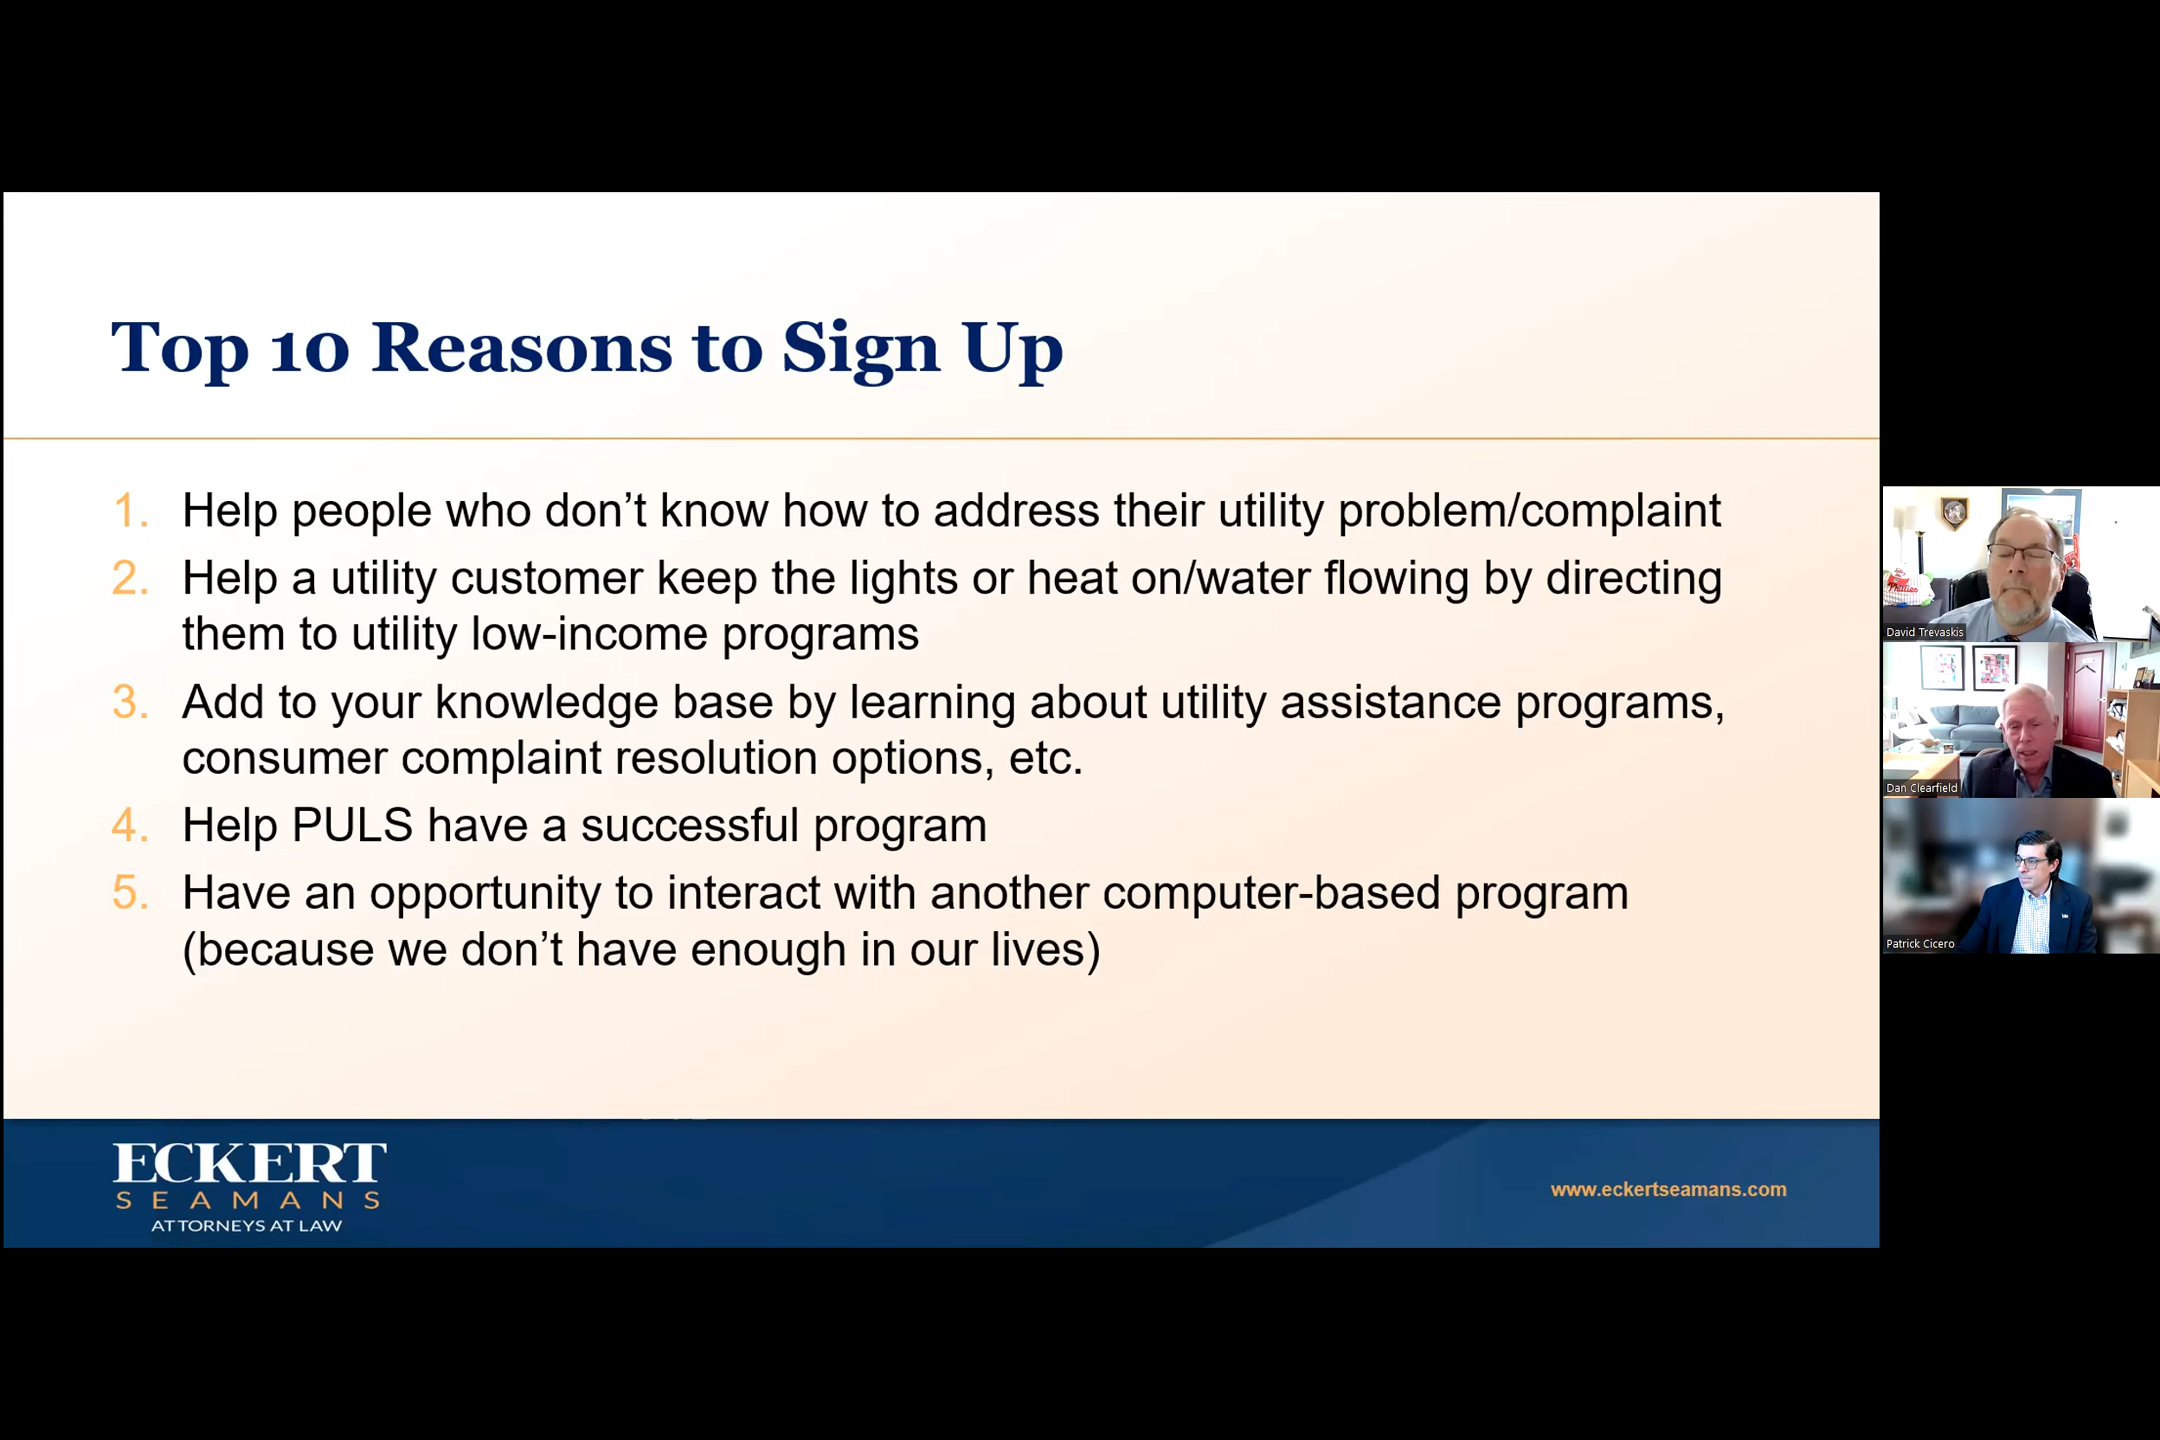 Top 10 Reasons to Sign Up
1. Help people who don’t know how to address their utility problem/complaint
2. Help a utility customer keep the lights or heat on/water flowing by directing
them to utility low-income programs
3. Add to your knowledge base by learning about utility assistance programs,
consumer complaint resolution options, etc.
4. Help PULS have a successful program
5. Have an opportunity to interact with another computer-based program
(because we don’t have enough in our lives)
ECKERT
SEAMANS
ATTORNEYS AT LAW
www.eckertseamans.com
Phillies
David Trevaskis
Dan Clearfield
Patrick Cicero